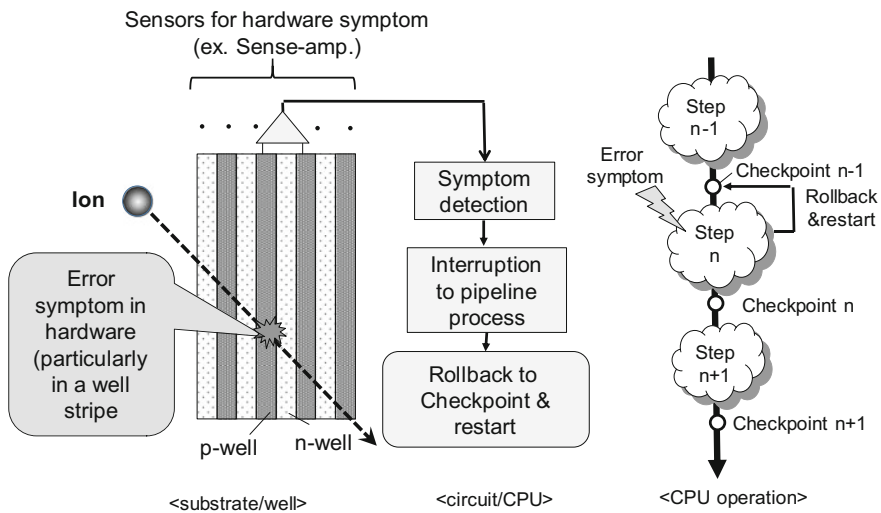 Sensors for hardware symptom
(ex. Sense-amp.)
Ion
Error
symptom in
hardware
(particularly
in a well
stripe
p-well
n-well
<substrate/well>
Symptom
detection
Interruption
to pipeline
process
Rollback to
Checkpoint &
restart
<circuit/CPU>
Step
n-1
Error
symptom
Checkpoint n-1
Rollback
&restart
Step
n
Checkpoint n
Step
n+1
Checkpoint n+1
<CPU operation>